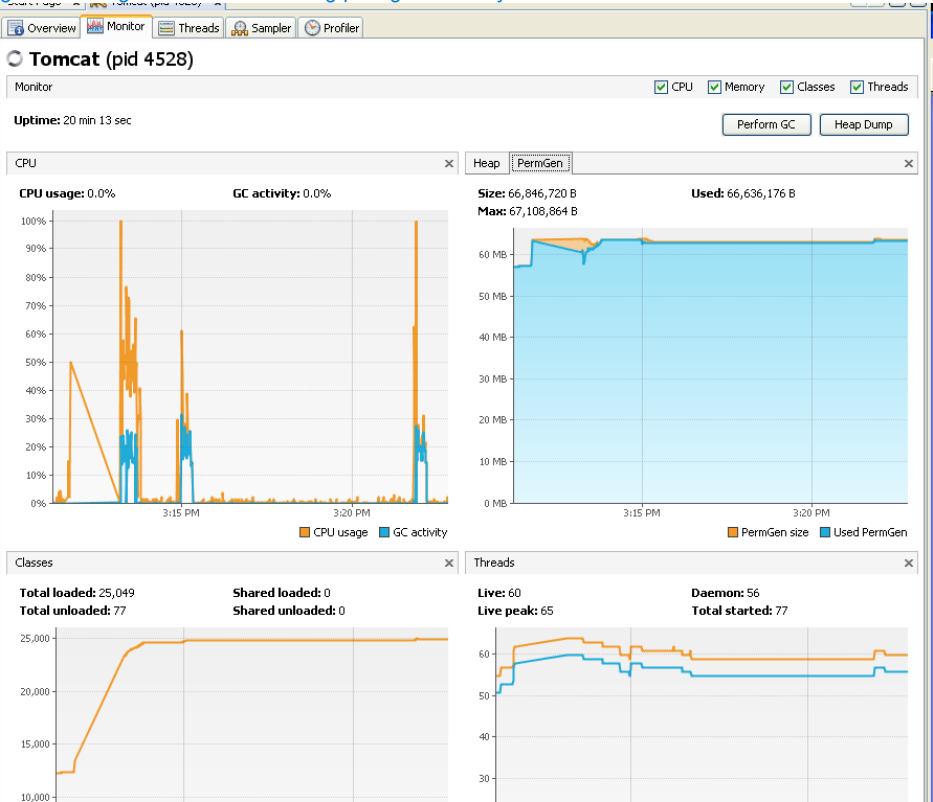 Overview Monitor Threads Sampler Profiler
Tomcat (pid 4528)
Monitor CPU Memory Classes Threads
Uptime: 20 min 13 sec Perform GC Heap Dump
CPU
CPU usage: 0.0% GC activity: 0.0%
100%
90%
80%
70%
60%
50%
40%
30%
20%
10%
0%
3:15 PM 3:20 PM
CPU usage GC activity
Heap PermGen
Size: 66,846,720 B Used: 66,636,176 B
Max: 67,108,864 B
60 MB
50 MB
40 MB
30 MB
20 MB
10 MB
0 MB
3:15 PM 3:20 PM
PermGen size Used PermGen
Classes
Total loaded: 25,049 Shared loaded: 0
Total unloaded: 77 Shared unloaded: 0
25,000
20,000
15,000
10,000
Threads
Live: 60 Daemon: 56
Live peak: 65 Total started: 77
60
50
40
30